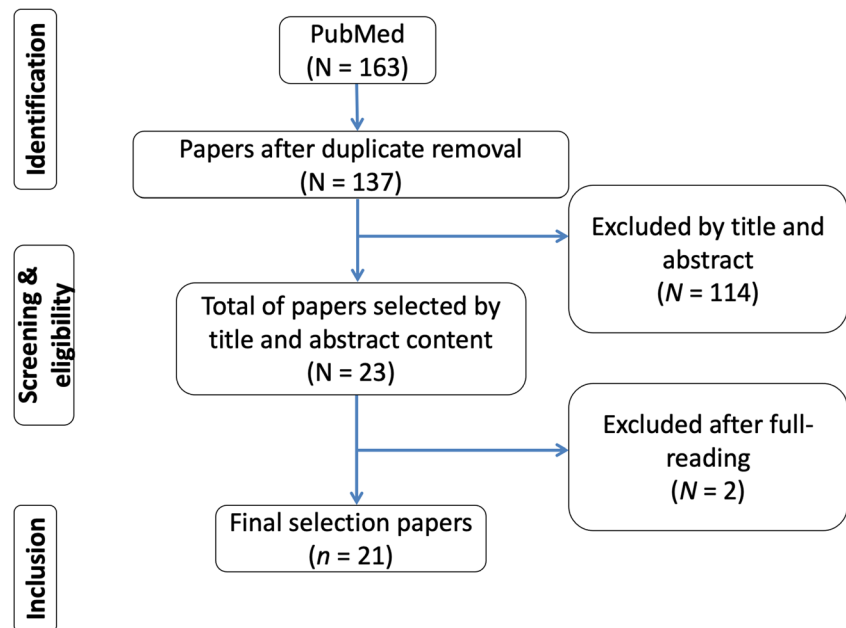 Identification
PubMed
(N = 163)
Papers after duplicate removal
(N = 137)
Excluded by title and
abstract
(N = 114)
Screening &
eligibility
Total of papers selected by
title and abstract content
(N = 23)
Excluded after full-
reading
(N = 2)
Inclusion
Final selection papers
(n = 21)